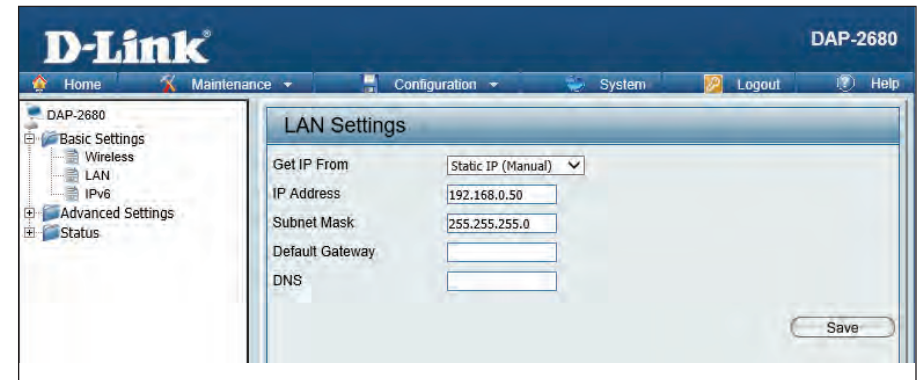 D-Link
DAP-2680
Home Maintenance Configuration System Logout Help
DAP-2680
Basic Settings
Wireless
LAN
IPv6
Advanced Settings
Status
LAN Settings
Get IP From Static IP (Manual)
IP Address 192.168.0.50
Subnet Mask 255.255.255.0
Default Gateway
DNS
Save